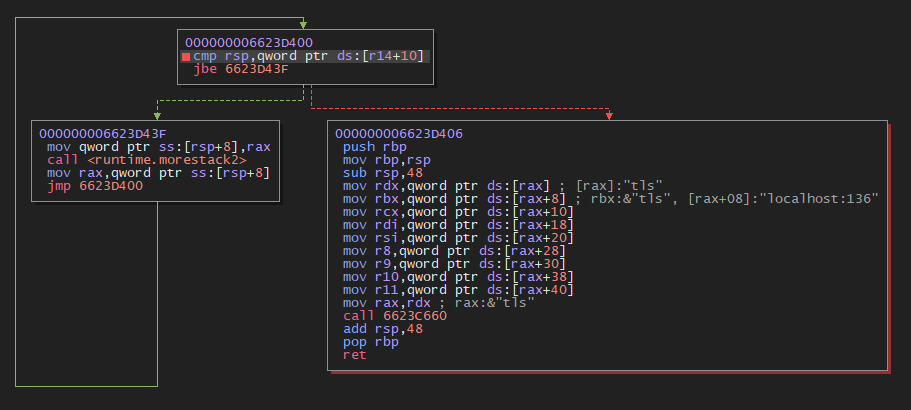 000000006623D400
cmp rsp,qword ptr ds:[r14+10]
jbe 6623D43F
000000006623D43F
mov qword ptr ss:[rsp+8],rax
call <runtime.morestack2>
mov rax,qword ptr ss:[rsp+8]
jmp 6623D400
000000006623D406
push rbp
mov rbp,rsp
sub rsp,48
mov rdx,qword ptr ds:[rax] ; [rax]:"tls"
mov rbx,qword ptr ds:[rax+8] ; rbx:&"tls", [rax+08]:"localhost:136"
mov rcx,qword ptr ds:[rax+10]
mov rdi,qword ptr ds:[rax+18]
mov rsi,qword ptr ds:[rax+20]
mov r8,qword ptr ds:[rax+28]
mov r9,qword ptr ds:[rax+30]
mov r10,qword ptr ds:[rax+38]
mov r11,qword ptr ds:[rax+40]
mov rax,rdx ; rax:&"tls"
call 6623C660
add rsp,48
pop rbp
ret